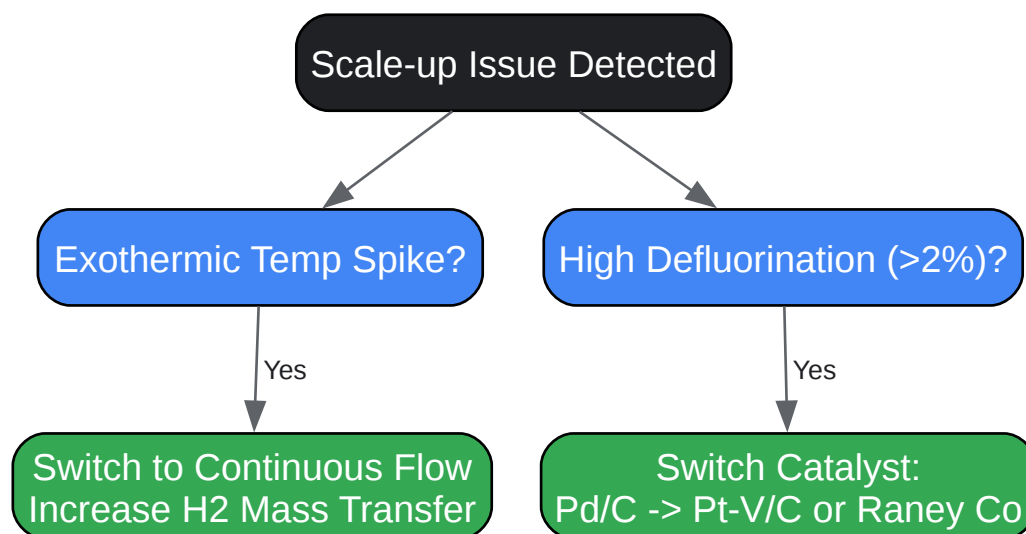 Scale-up Issue Detected
Exothermic Temp Spike?
High Defluorination (>2%)?
Yes
Yes
Switch to Continuous Flow
Increase H2 Mass Transfer
Switch Catalyst:
Pd/C -> Pt-V/C or Raney Co